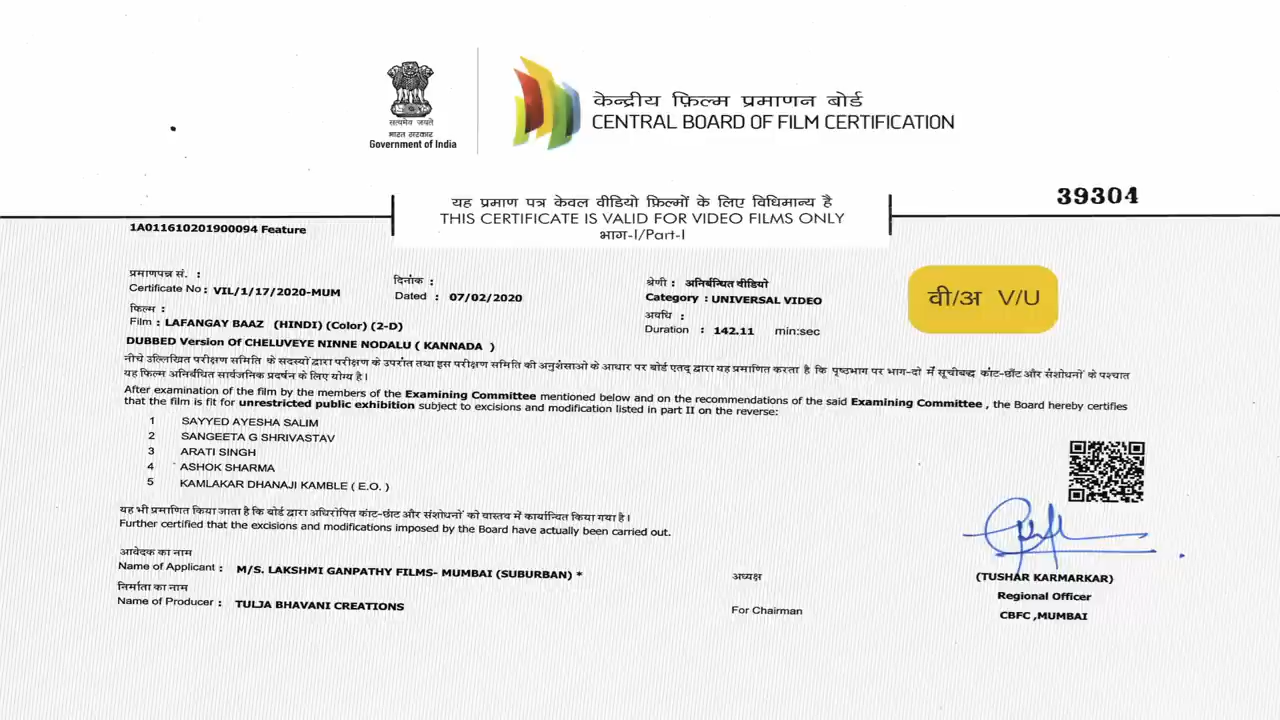 सत्यमेव जयते
भारत सरकार
Government of India
केन्द्रीय फ़िल्म प्रमाणन बोर्ड
CENTRAL BOARD OF FILM CERTIFICATION
39304
यह प्रमाण पत्र केवल वीडियो फ़िल्मों के लिए विधिमान्य है
THIS CERTIFICATE IS VALID FOR VIDEO FILMS ONLY
भाग-I/Part-I
1A011610201900094 Feature
प्रमाणपत्र सं. :
Certificate No : VIL/1/17/2020-MUM
दिनांक :
Dated : 07/02/2020
श्रेणी : अनिर्बन्धित वीडियो
Category : UNIVERSAL VIDEO
वी/अ V/U
फ़िल्म :
Film : LAFANGAY BAAZ (HINDI) (Color) (2-D)
अवधि :
Duration : 142.11 min:sec
DUBBED Version Of CHELUVEYE NINNE NODALU ( KANNADA )
नीचे उल्लिखित परीक्षण समिति के सदस्यों द्वारा परीक्षण के उपरांत तथा इस परीक्षण समिति की अनुशंसाओं के आधार पर बोर्ड एतद् द्वारा यह प्रमाणित करता है कि पृष्ठभाग पर भाग-दो में सूचीबद्ध काट-छाँट और संशोधनों के पश्चात
यह फिल्म अनिर्बंधित सार्वजनिक प्रदर्शन के लिए योग्य है।
After examination of the film by the members of the Examining Committee mentioned below and on the recommendations of the said Examining Committee , the Board hereby certifies
that the film is fit for unrestricted public exhibition subject to excisions and modification listed in part II on the reverse:
1 SAYYED AYESHA SALIM
2 SANGEETA G SHRIVASTAV
3 ARATI SINGH
4 ASHOK SHARMA
5 KAMLAKAR DHANAJI KAMBLE ( E.O. )
यह भी प्रमाणित किया जाता है कि बोर्ड द्वारा अधिरोपित काट-छाँट और संशोधनों को वास्तव में कार्यान्वित किया गया है।
Further certified that the excisions and modifications imposed by the Board have actually been carried out.
आवेदक का नाम
Name of Applicant : M/S. LAKSHMI GANPATHY FILMS- MUMBAI (SUBURBAN) *
निर्माता का नाम
Name of Producer : TULJA BHAVANI CREATIONS
अध्यक्ष
For Chairman
(TUSHAR KARMARKAR)
Regional Officer
CBFC ,MUMBAI